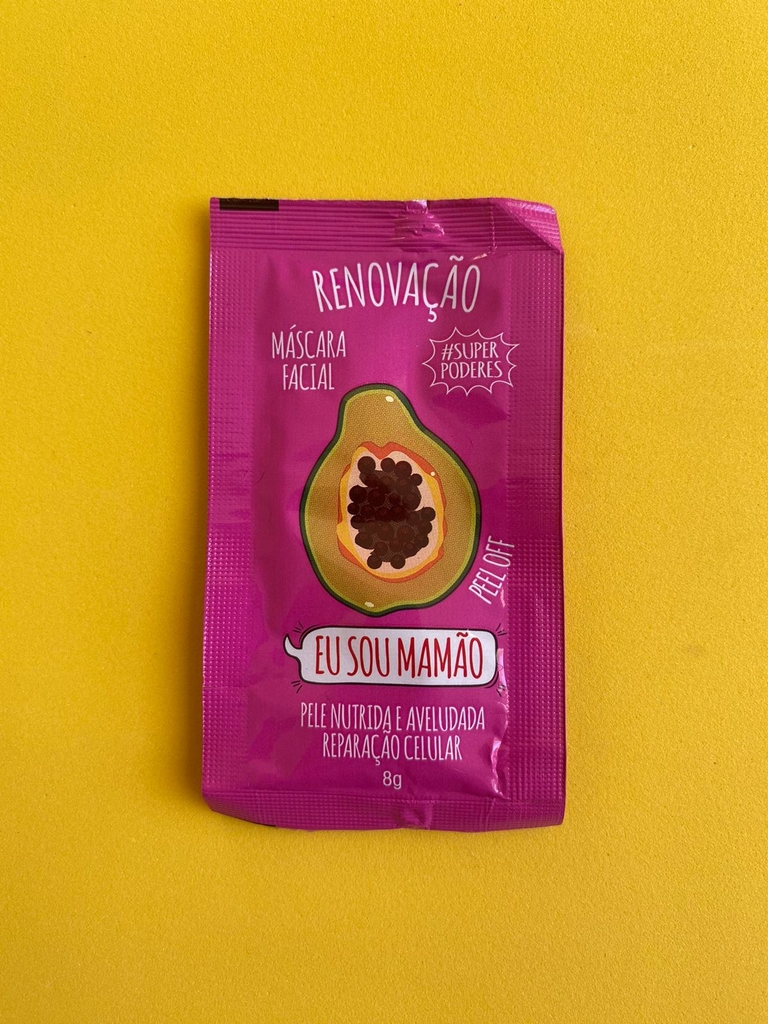 RENOVAÇÃO
MÁSCARA
FACIAL
#SUPER
PODERES
PEEL OFF
EU SOU MAMÃO
PELE NUTRIDA E AVELUDADA
REPARAÇÃO CELULAR
8g